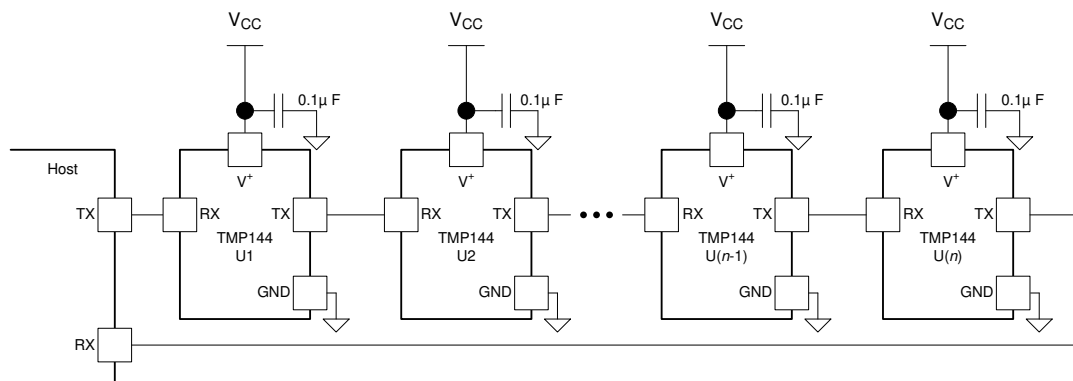 VCC VCC VCC VCC
0.1µ F 0.1µ F 0.1µ F 0.1µ F
Host
V+ V+ V+ V+
TX RX TX RX TX RX TX RX TX
TMP144 TMP144 TMP144 TMP144
U1 U2 U(n-1) U(n)
GND GND GND GND
RX